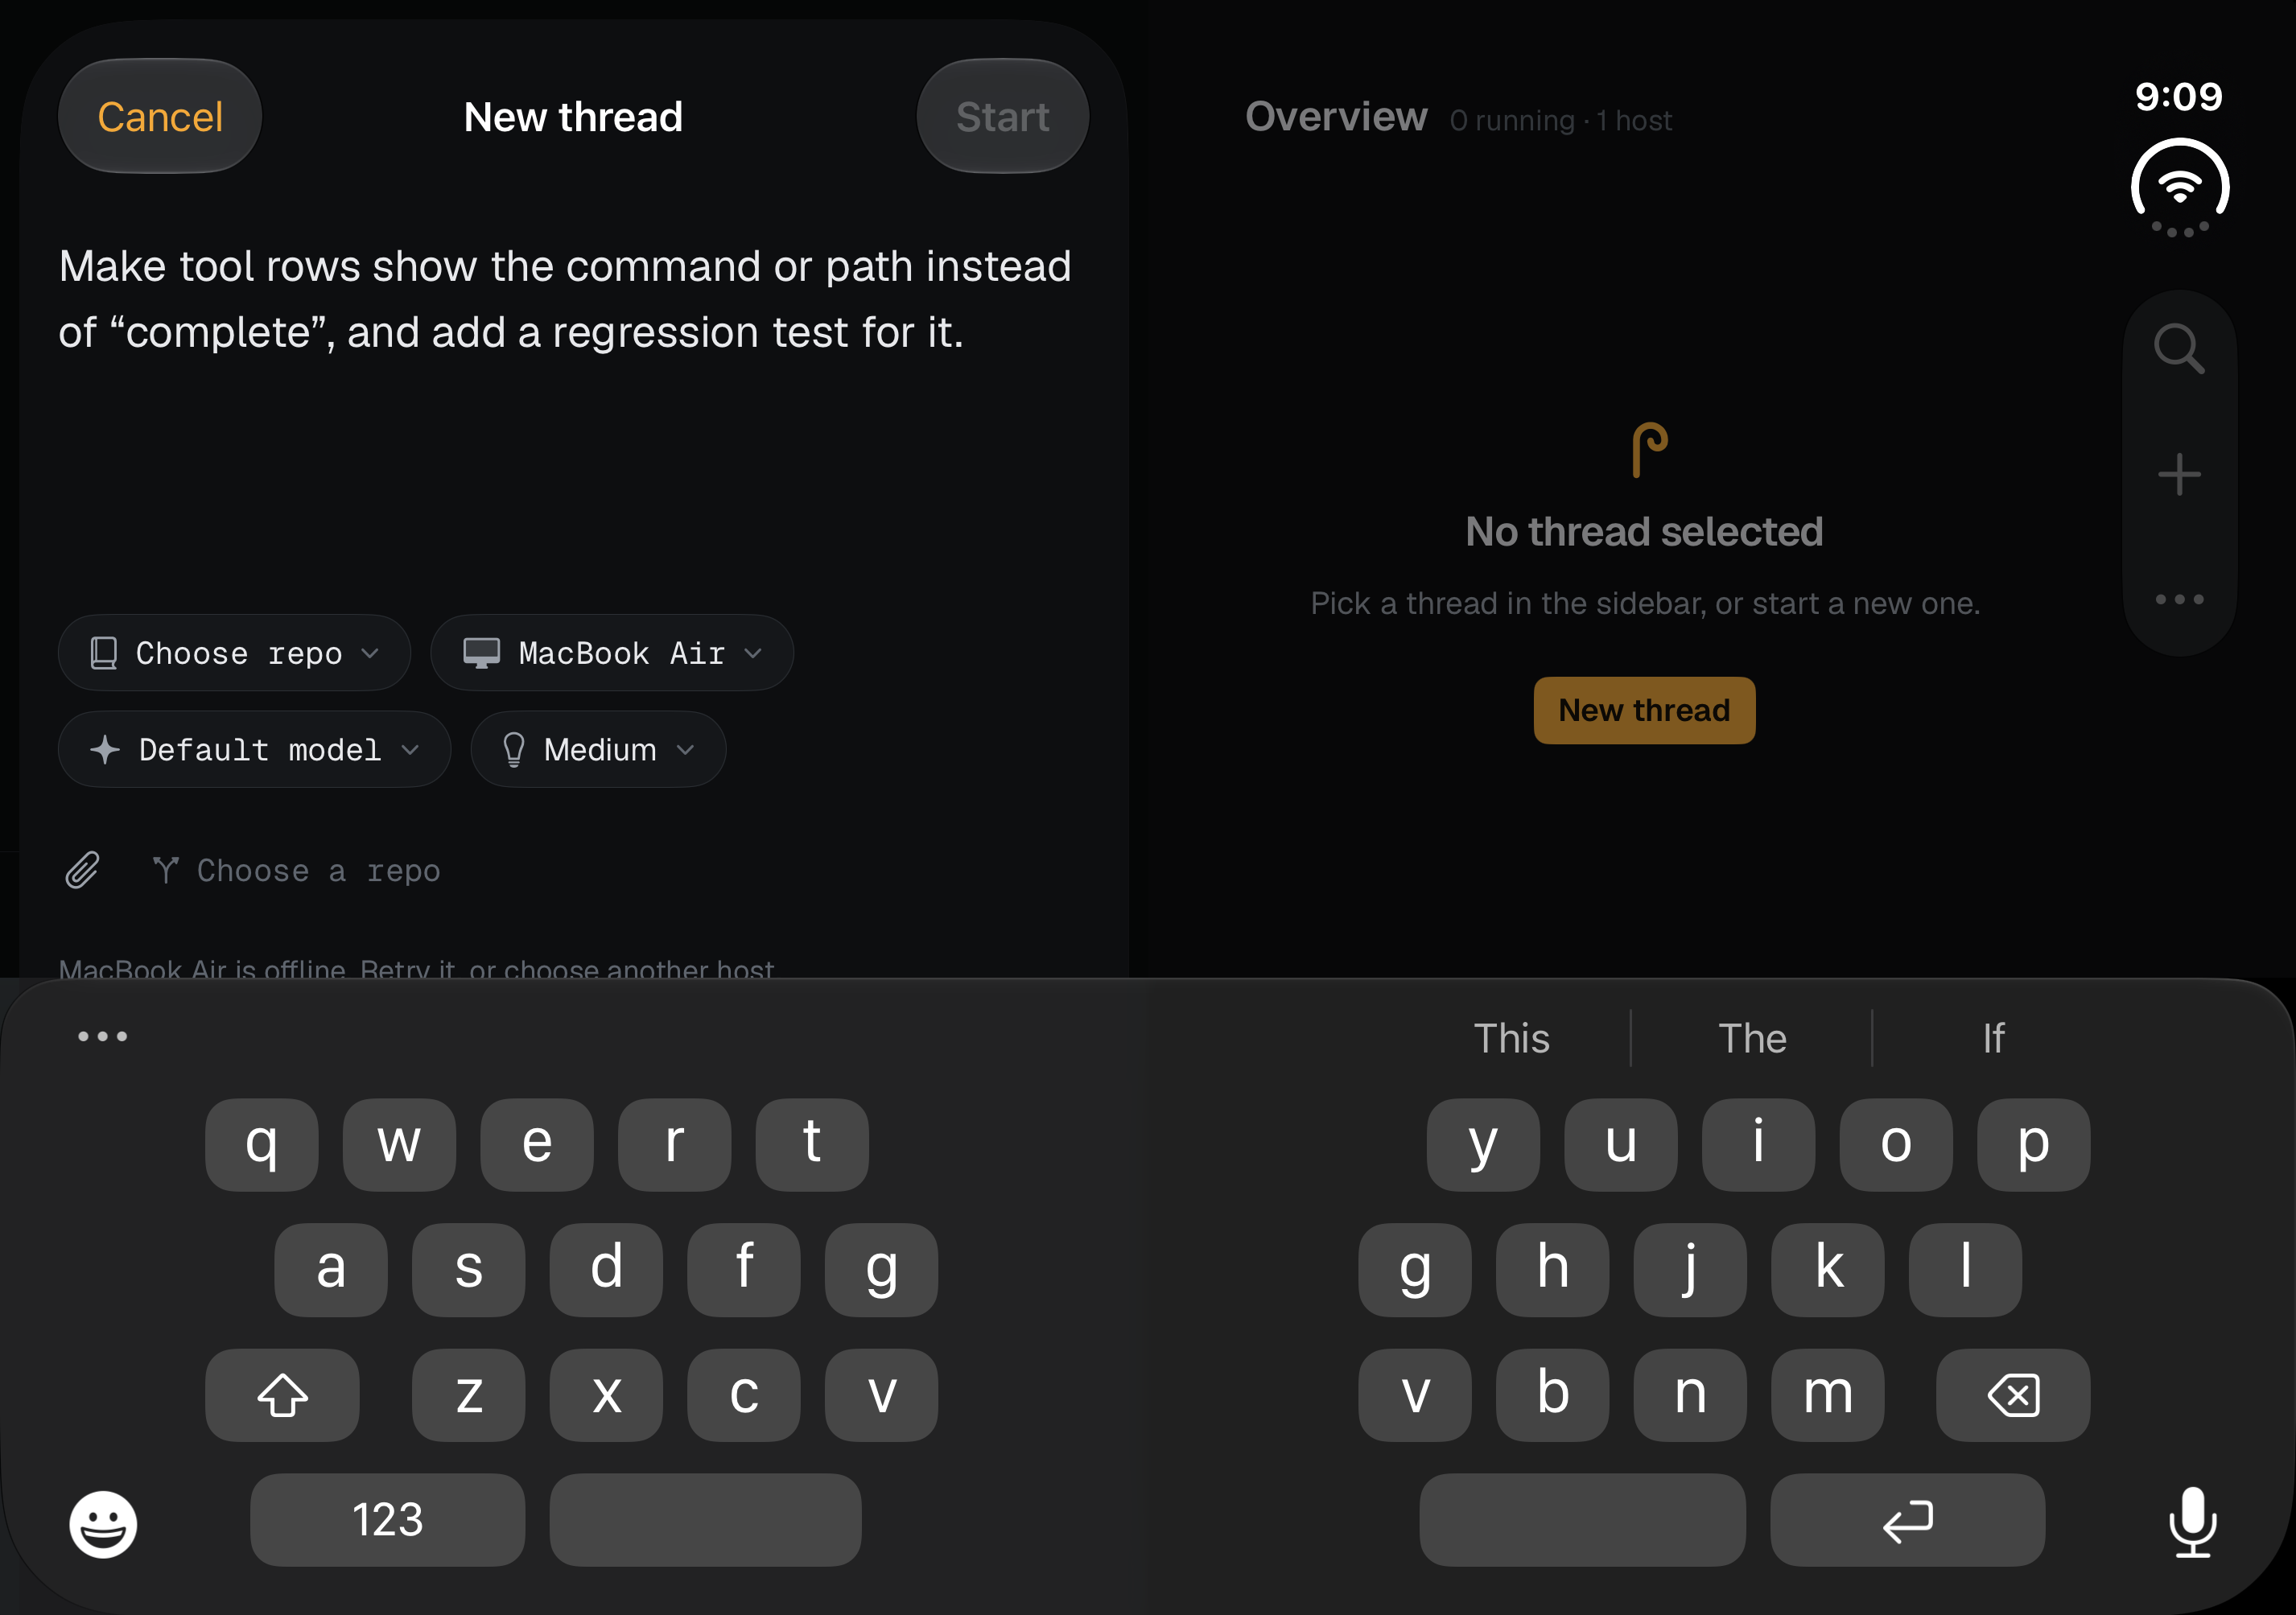 Cancel
New thread
Start
Make tool rows show the command or path instead
of “complete”, and add a regression test for it.
Choose repo
MacBook Air
Default model
Medium
Choose a repo
MacBook Air is offline. Retry it, or choose another host
Overview
0 running · 1 host
9:09
No thread selected
Pick a thread in the sidebar, or start a new one.
New thread
This
The
If
q w e r t
y u i o p
a s d f g
g h j k l
z x c v
v b n m
123